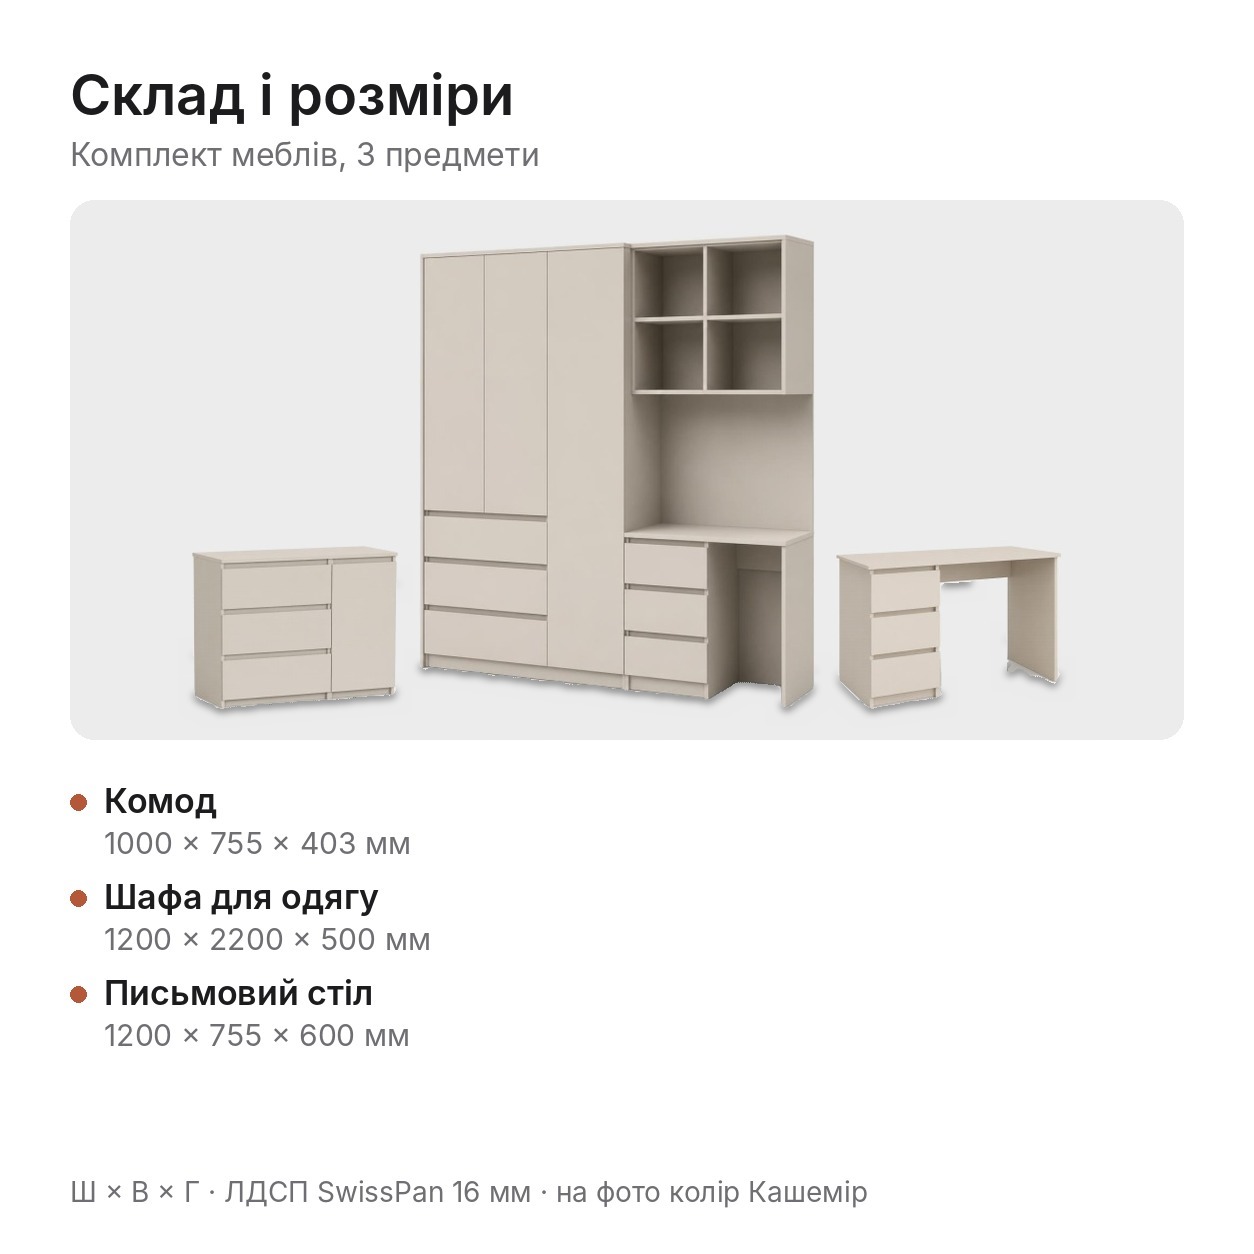 Склад і розміри
Комплект меблів, 3 предмети
Комод
1000 × 755 × 403 мм
Шафа для одягу
1200 × 2200 × 500 мм
Письмовий стіл
1200 × 755 × 600 мм
Ш × В × Г · ЛДСП SwissPan 16 мм · на фото колір Кашемір